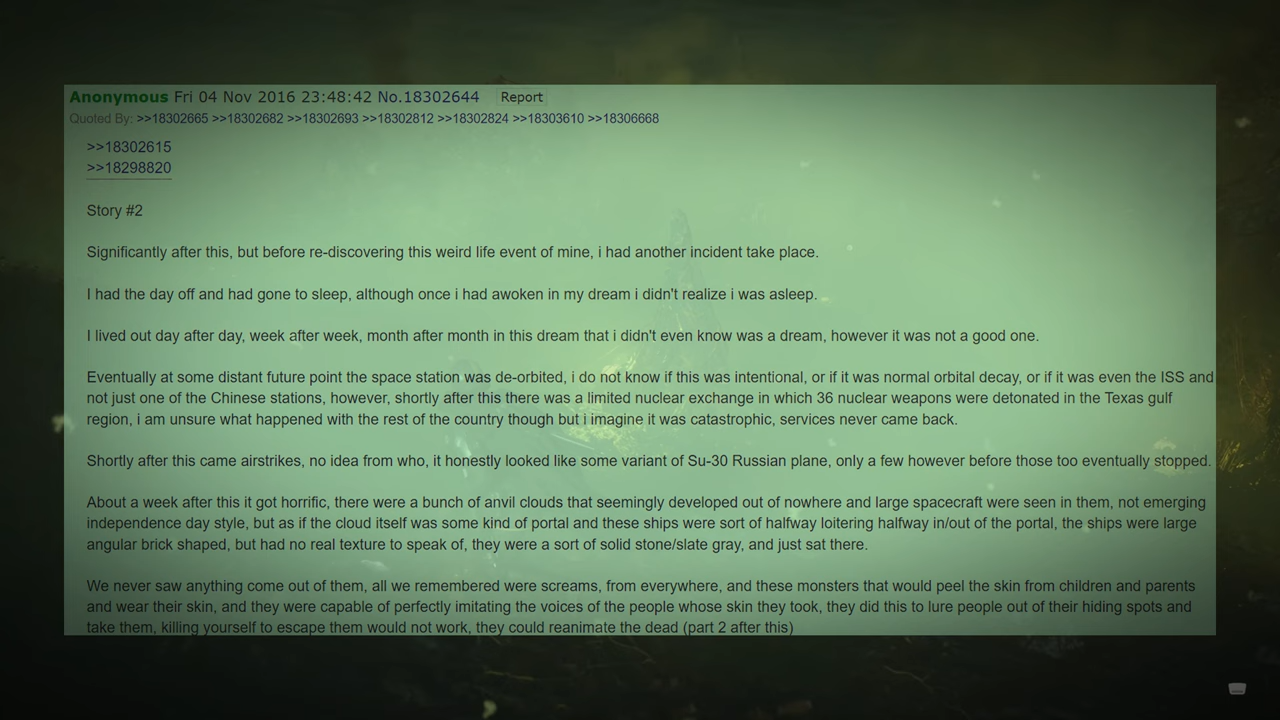 Anonymous Fri 04 Nov 2016 23:48:42 No.18302644 Report
Quoted By: >>18302665 >>18302682 >>18302693 >>18302812 >>18302824 >>18303610 >>18306668
>>18302615
>>18298820
Story #2
Significantly after this, but before re-discovering this weird life event of mine, i had another incident take place.
I had the day off and had gone to sleep, although once i had awoken in my dream i didn't realize i was asleep.
I lived out day after day, week after week, month after month in this dream that i didn't even know was a dream, however it was not a good one.
Eventually at some distant future point the space station was de-orbited, i do not know if this was intentional, or if it was normal orbital decay, or if it was even the ISS and
not just one of the Chinese stations, however, shortly after this there was a limited nuclear exchange in which 36 nuclear weapons were detonated in the Texas gulf
region, i am unsure what happened with the rest of the country though but i imagine it was catastrophic, services never came back.
Shortly after this came airstrikes, no idea from who, it honestly looked like some variant of Su-30 Russian plane, only a few however before those too eventually stopped.
About a week after this it got horrific, there were a bunch of anvil clouds that seemingly developed out of nowhere and large spacecraft were seen in them, not emerging
independence day style, but as if the cloud itself was some kind of portal and these ships were sort of halfway loitering halfway in/out of the portal, the ships were large
angular brick shaped, but had no real texture to speak of, they were a sort of solid stone/slate gray, and just sat there.
We never saw anything come out of them, all we remembered were screams, from everywhere, and these monsters that would peel the skin from children and parents
and wear their skin, and they were capable of perfectly imitating the voices of the people whose skin they took, they did this to lure people out of their hiding spots and
take them, killing yourself to escape them would not work, they could reanimate the dead (part 2 after this)